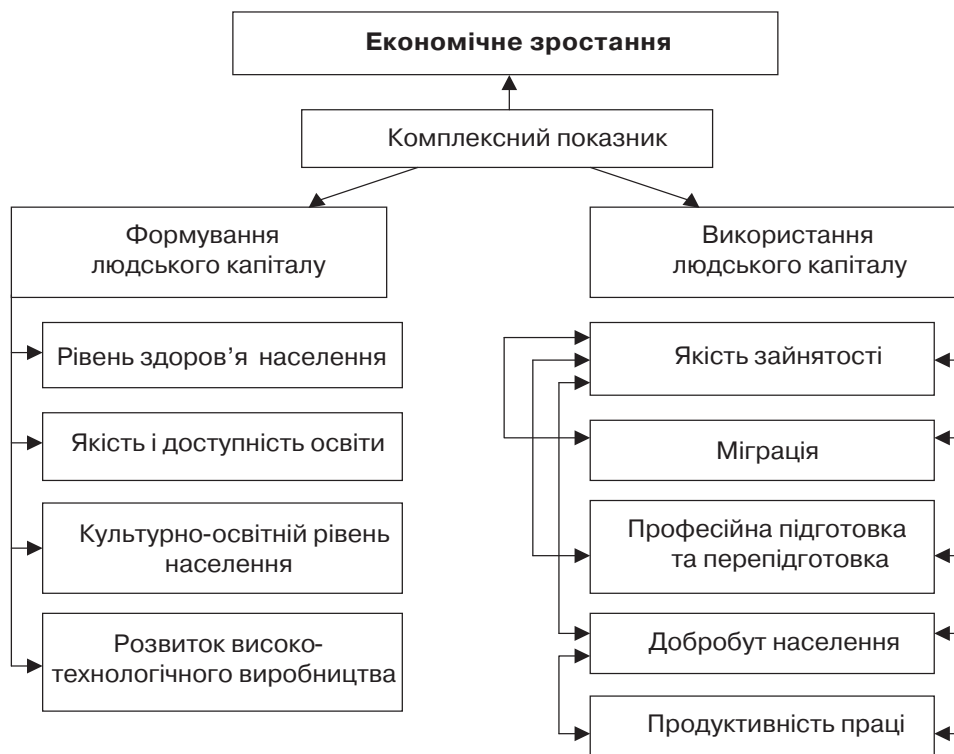 Економічне зростання
Комплексний показник
Формування
людського капіталу
Рівень здоров’я населення
Якість і доступність освіти
Культурно-освітній рівень
населення
Розвиток високо-
технологічного виробництва
Використання
людського капіталу
Якість зайнятості
Міграція
Професійна підготовка
та перепідготовка
Добробут населення
Продуктивність праці